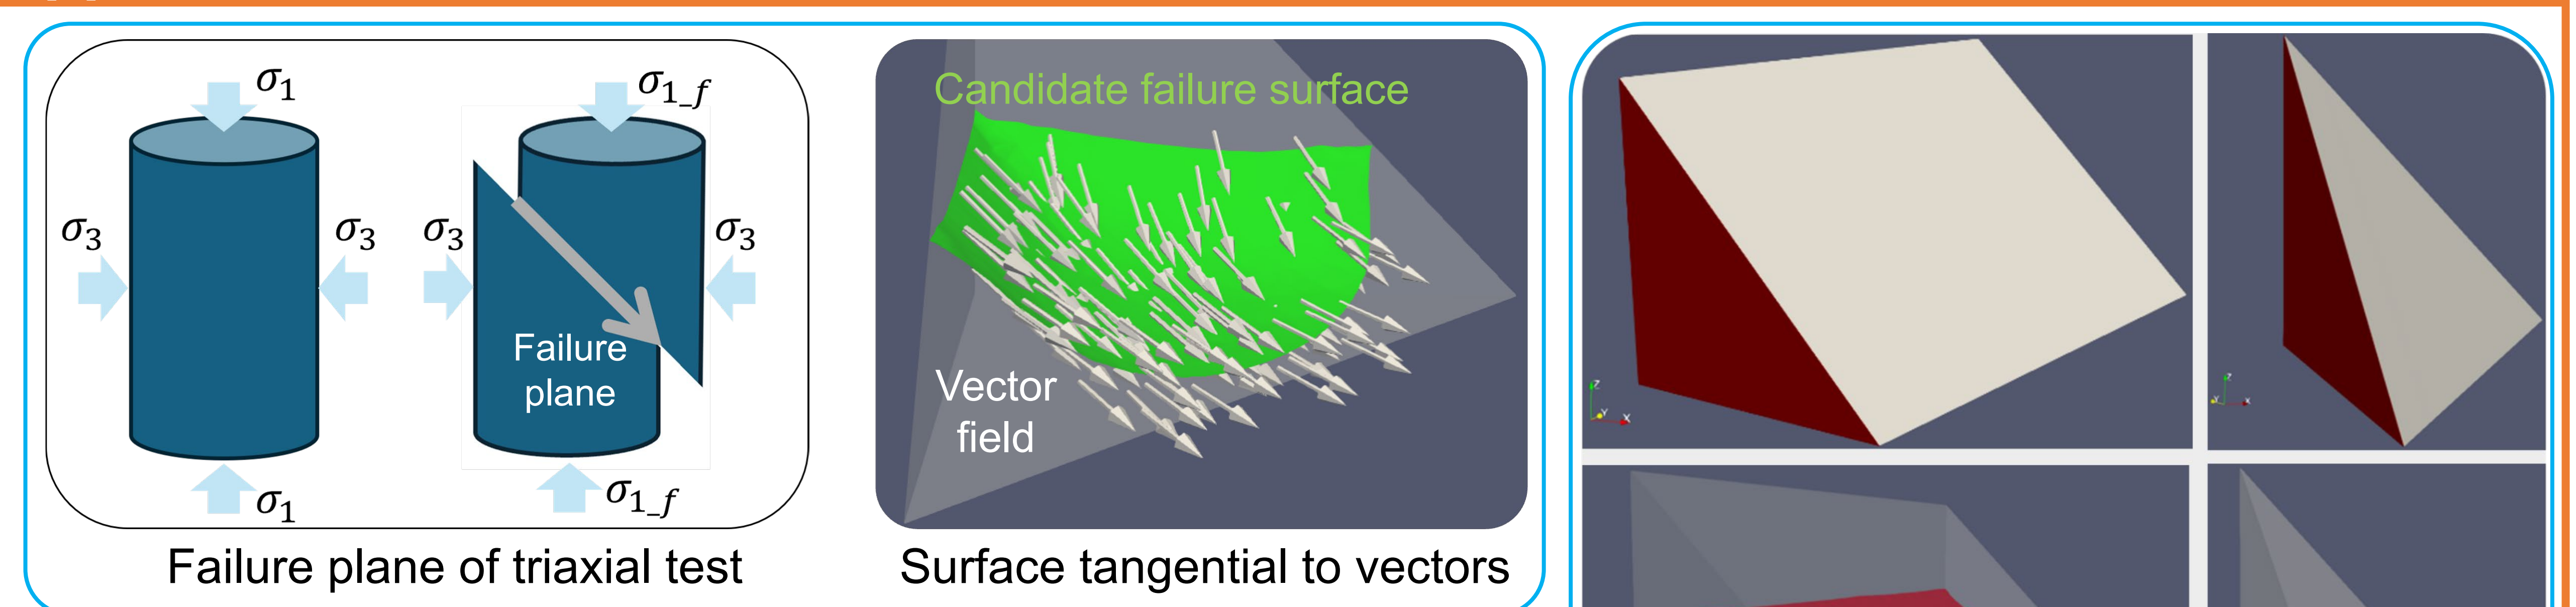 σ1
σ1_f
σ3
σ3
σ3
σ3
Failure
plane
σ1
σ1_f
Failure plane of triaxial test
Candidate failure surface
Vector
field
Surface tangential to vectors
Z
Y
X
Z
Y
X